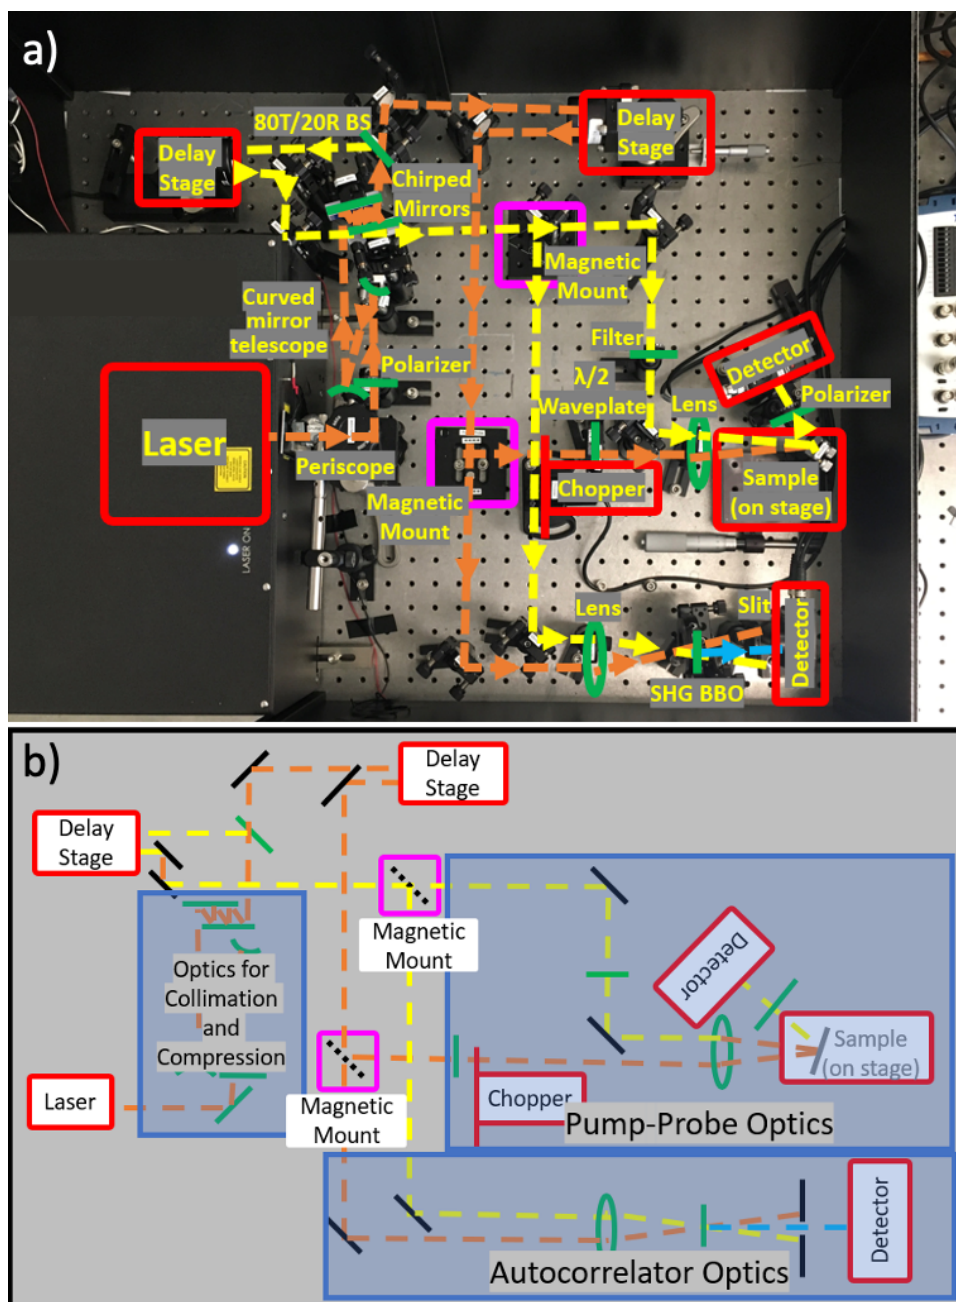 a)
80T/20R BS
Delay
Stage
Delay
Stage
Chirped
Mirrors
Magnetic
Mount
Curved
mirror
telescope
Filter
Polarizer
λ/2
Waveplate
Lens
Detector
Polarizer
Laser
Periscope
Magnetic
Mount
Chopper
Sample
(on stage)
LASER ON
Lens
Slit
Detector
SHG BBO
b)
Delay
Stage
Delay
Stage
Magnetic
Mount
Optics for
Collimation
and
Compression
Detector
Sample
(on stage)
Laser
Magnetic
Mount
Chopper
Pump-Probe Optics
Detector
Autocorrelator Optics